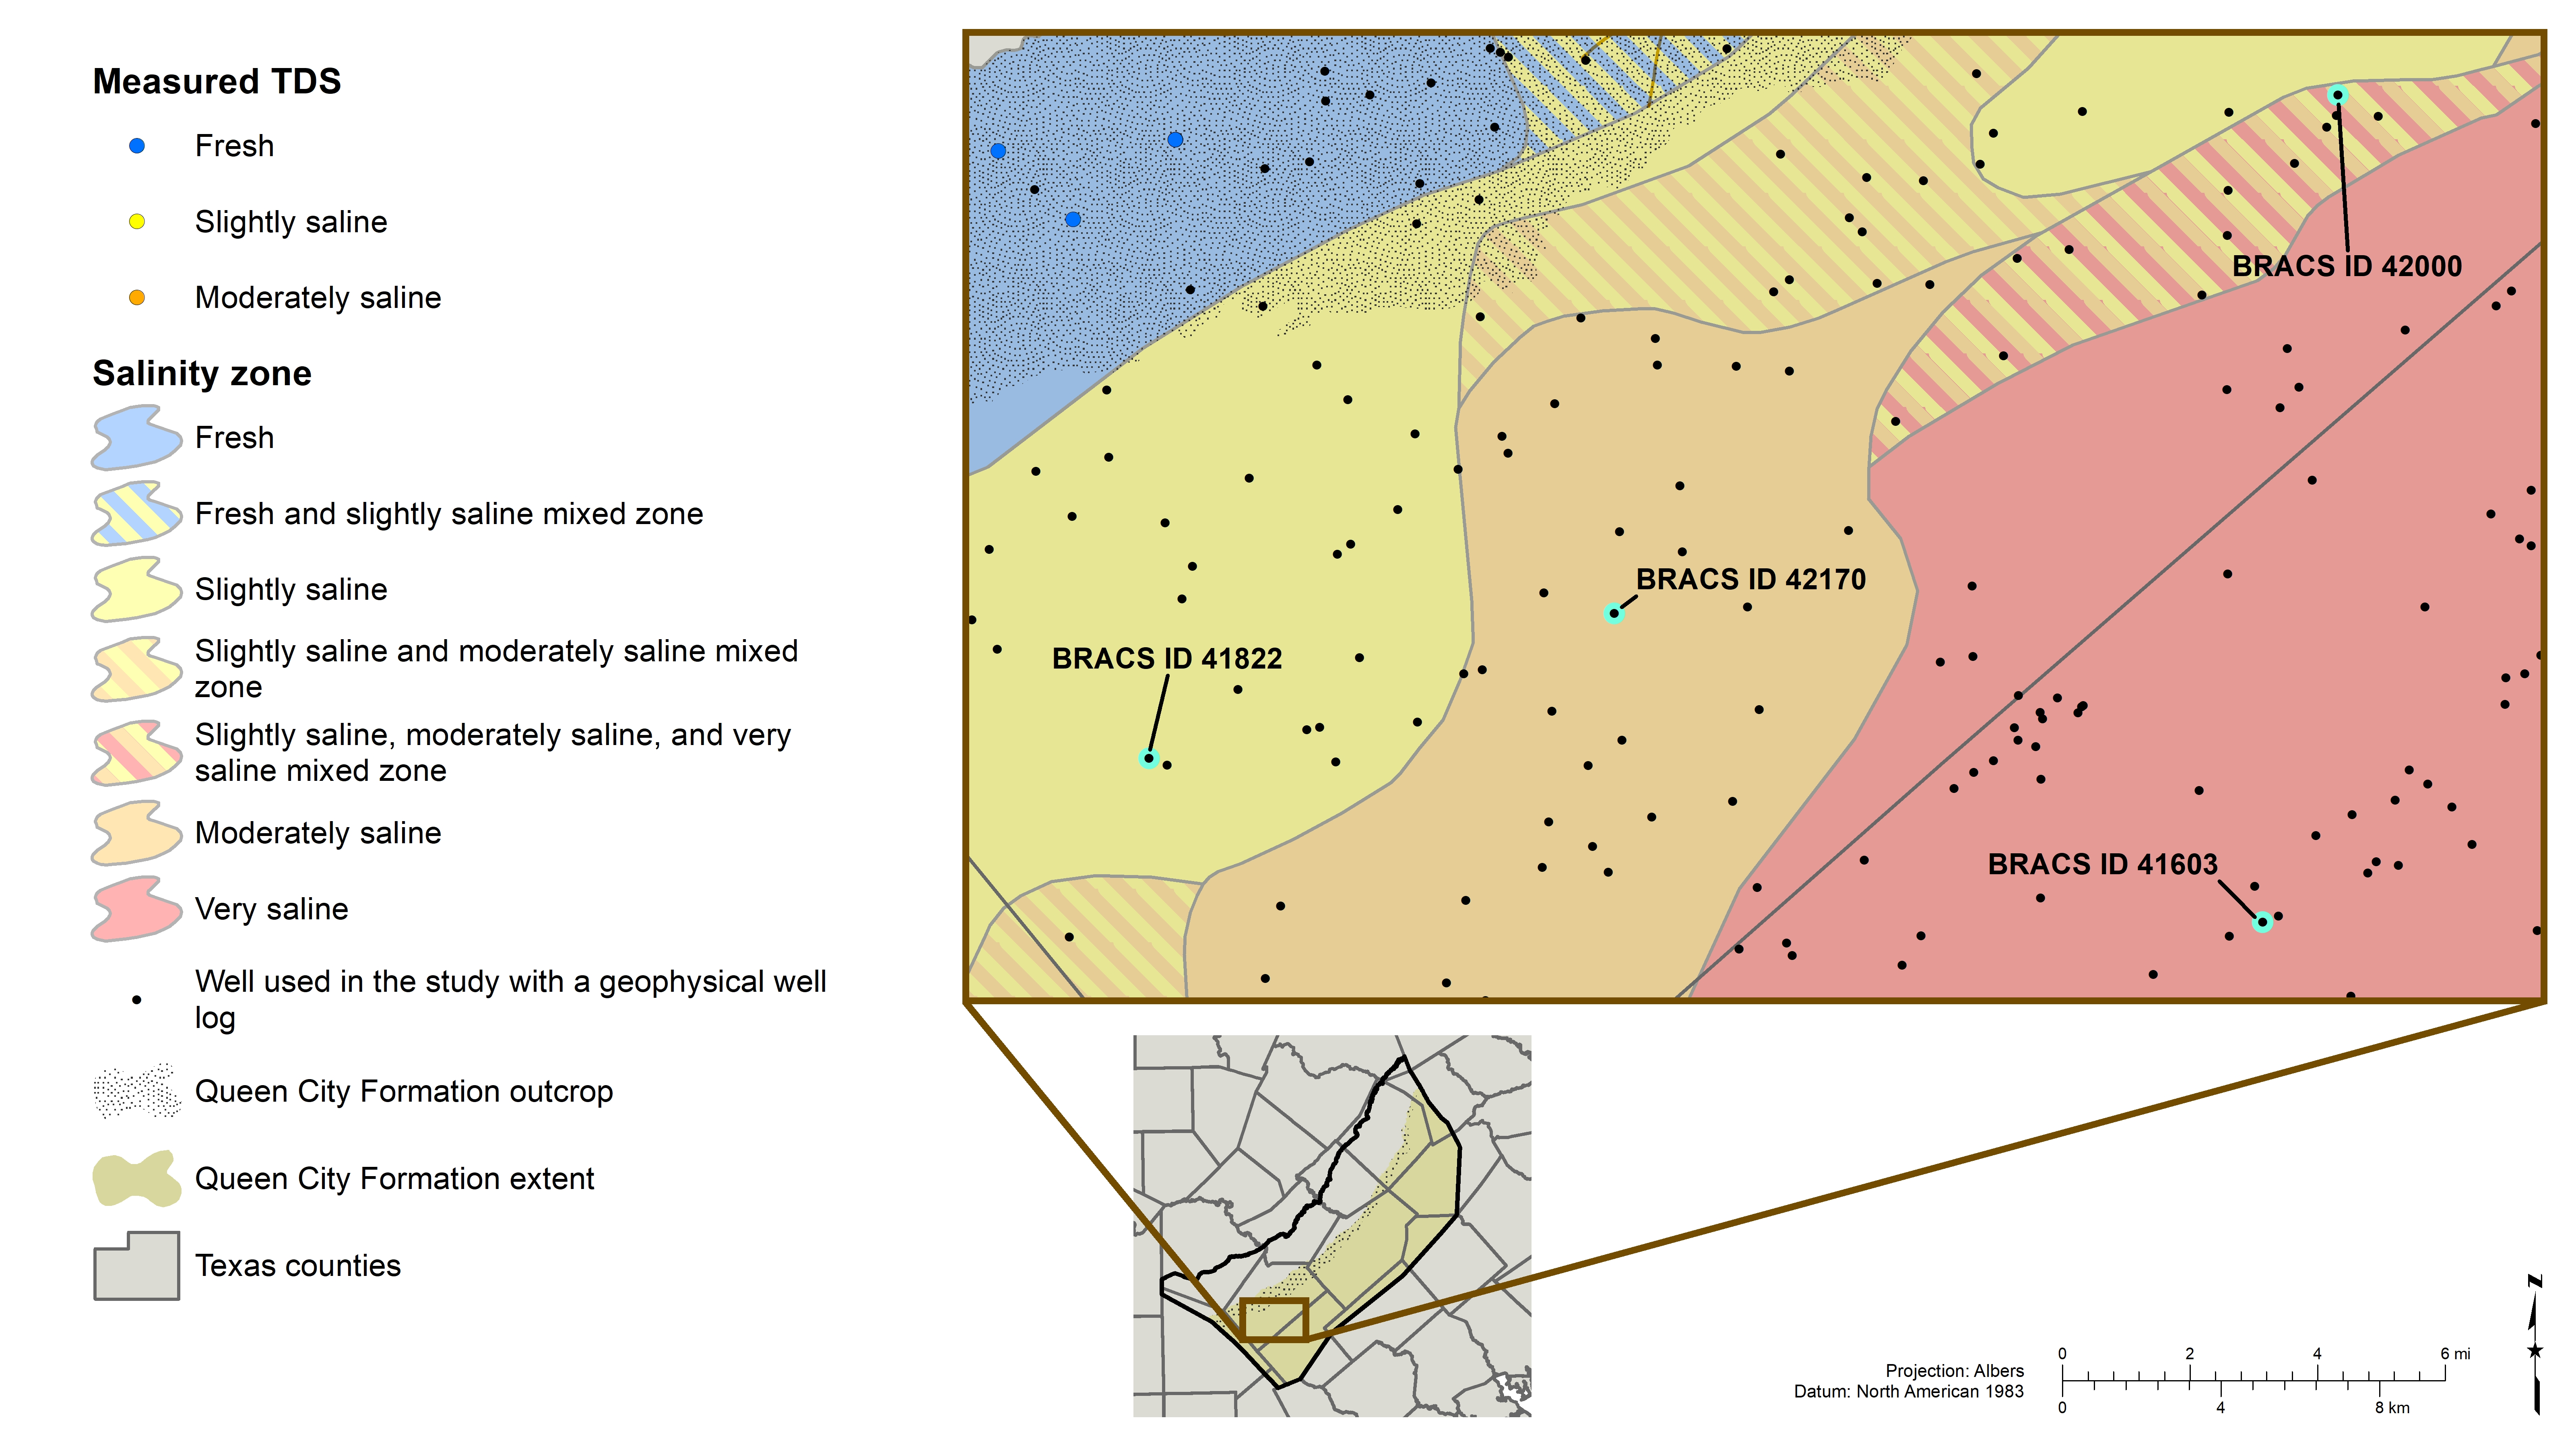 Measured TDS
Fresh
Slightly saline
Moderately saline
Salinity zone
Fresh
Fresh and slightly saline mixed zone
Slightly saline
Slightly saline and moderately saline mixed
zone
Slightly saline, moderately saline, and very
saline mixed zone
Moderately saline
Very saline
Well used in the study with a geophysical well
log
Queen City Formation outcrop
Queen City Formation extent
Texas counties
BRACS ID 42000
BRACS ID 42170
BRACS ID 41822
BRACS ID 41603
Projection: Albers
Datum: North American 1983
0 2 4 6 mi
0 4 8 km
N